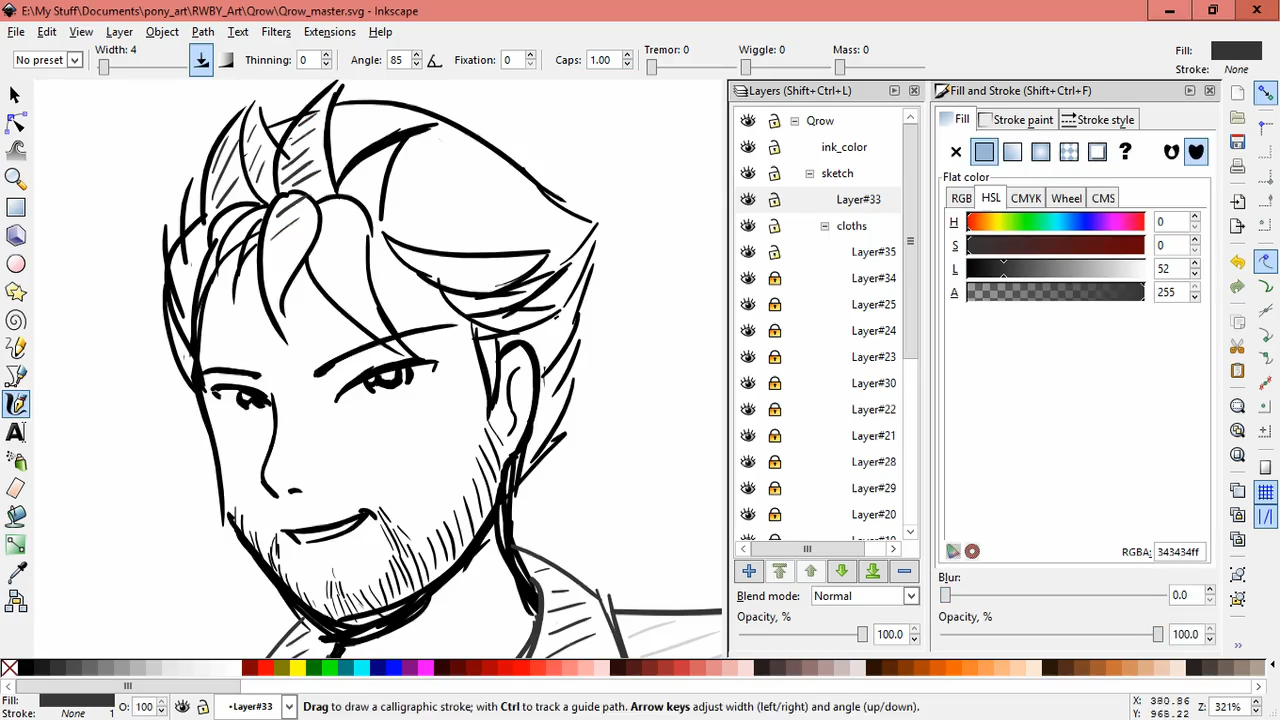 E:\My Stuff\Documents\pony_art\RWBY_Art\Qrow\Qrow_master.svg - Inkscape
File Edit View Layer Object Path Text Filters Extensions Help
No preset Width: 4 Thinning: 0 Angle: 85 Fixation: 0 Caps: 1.00 Tremor: 0 Wiggle: 0 Mass: 0 Fill:
Stroke: None
Layers (Shift+Ctrl+L)
Qrow
ink_color
sketch
Layer#33
cloths
Layer#35
Layer#34
Layer#25
Layer#24
Layer#23
Layer#30
Layer#22
Layer#21
Layer#28
Layer#29
Layer#20
Blend mode: Normal
Opacity, %
100.0
Fill and Stroke (Shift+Ctrl+F)
Fill Stroke paint Stroke style
?
Flat color
RGB HSL CMYK Wheel CMS
H 0
S 0
L 52
A 255
RGBA: 343434ff
Blur:
0.0
Opacity, %
100.0
Fill:
Stroke: None 1 O: 100 •Layer#33 Drag to draw a calligraphic stroke; with Ctrl to track a guide path. Arrow keys adjust width (left/right) and angle (up/down).
X: 380.86
Y: 968.22
Z: 321%